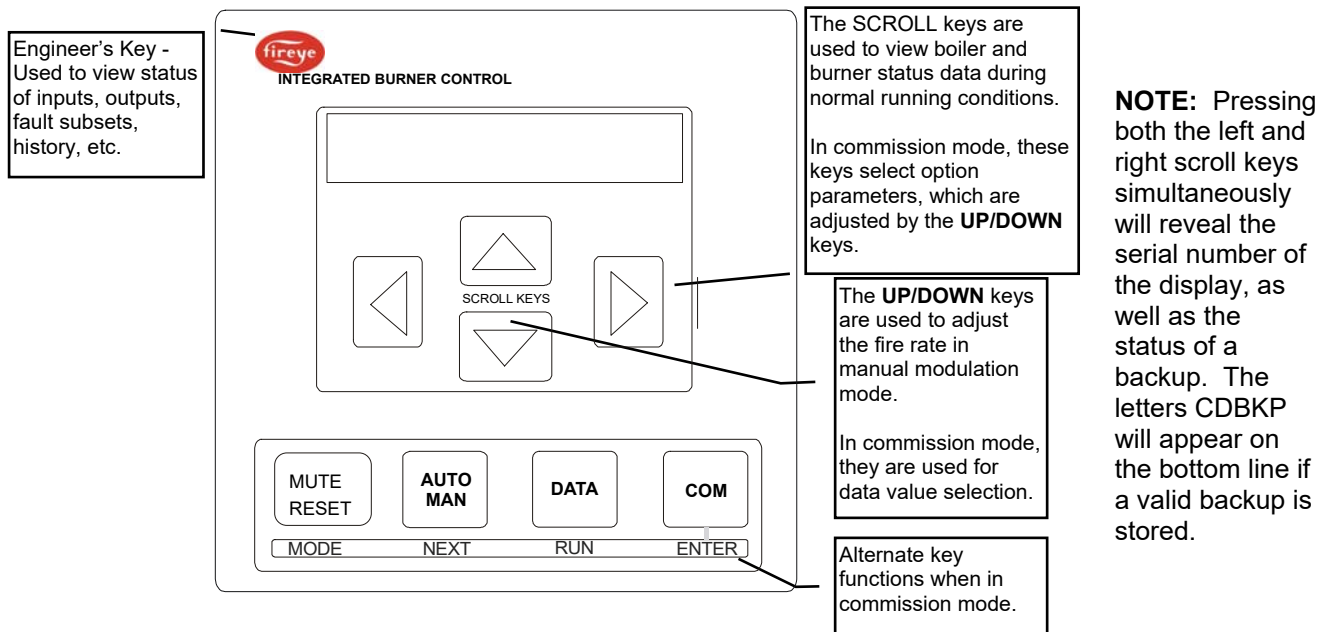 Engineer's Key -
Used to view status
of inputs, outputs,
fault subsets,
history, etc.
fireye
INTEGRATED BURNER CONTROL
SCROLL KEYS
MUTE
RESET
AUTO
MAN
DATA
COM
MODE NEXT RUN ENTER
The SCROLL keys are
used to view boiler and
burner status data during
normal running conditions.
In commission mode, these
keys select option
parameters, which are
adjusted by the UP/DOWN
keys.
The UP/DOWN keys
are used to adjust
the fire rate in
manual modulation
mode.
In commission mode,
they are used for
data value selection.
Alternate key
functions when in
commission mode.
NOTE: Pressing
both the left and
right scroll keys
simultaneously
will reveal the
serial number of
the display, as
well as the
status of a
backup. The
letters CDBKP
will appear on
the bottom line if
a valid backup is
stored.